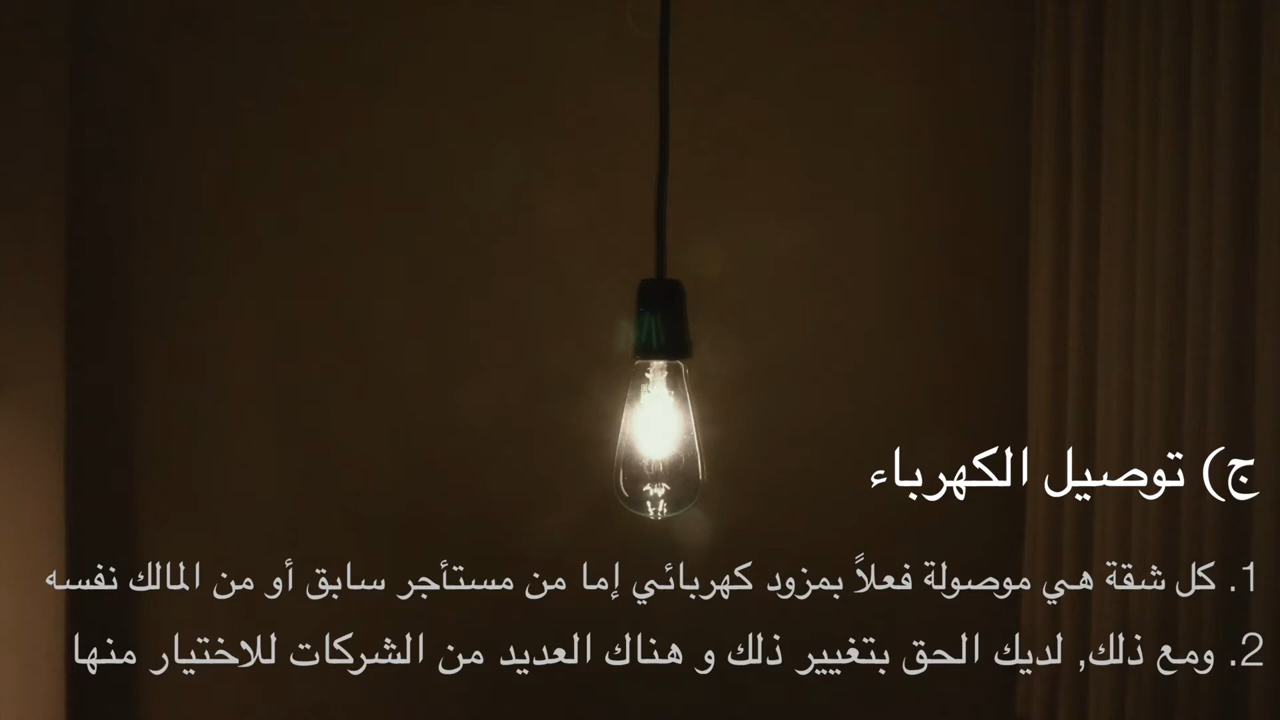 ج) توصيل الكهرباء
1. كل شقة هي موصولة فعلاً بمزود كهربائي إما من مستأجر سابق أو من المالك نفسه
2. ومع ذلك, لديك الحق بتغيير ذلك و هناك العديد من الشركات للاختيار منها